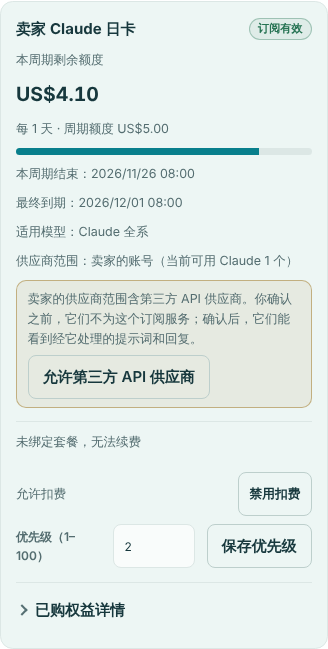 卖家 Claude 日卡
订阅有效
本周期剩余额度
US$4.10
每 1 天 · 周期额度 US$5.00
本周期结束：2026/11/26 08:00
最终到期：2026/12/01 08:00
适用模型：Claude 全系
供应商范围：卖家的账号（当前可用 Claude 1 个）
卖家的供应商范围含第三方 API 供应商。你确认
之前，它们不为这个订阅服务；确认后，它们能
看到经它处理的提示词和回复。
允许第三方 API 供应商
未绑定套餐，无法续费
允许扣费
禁用扣费
优先级（1–
100）
2
保存优先级
已购权益详情